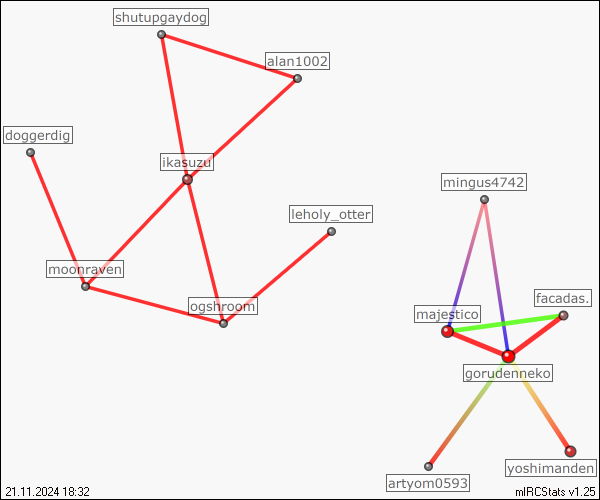 shutupgaydog
alan1002
doggerdig
ikasuzu
mingus4742
leholy_otter
moonraven
facadas.
ogshroom
majestico
gorudenneko
yoshimanden
artyom0593
21.11.2024 18:32
mIRCStats v1.25